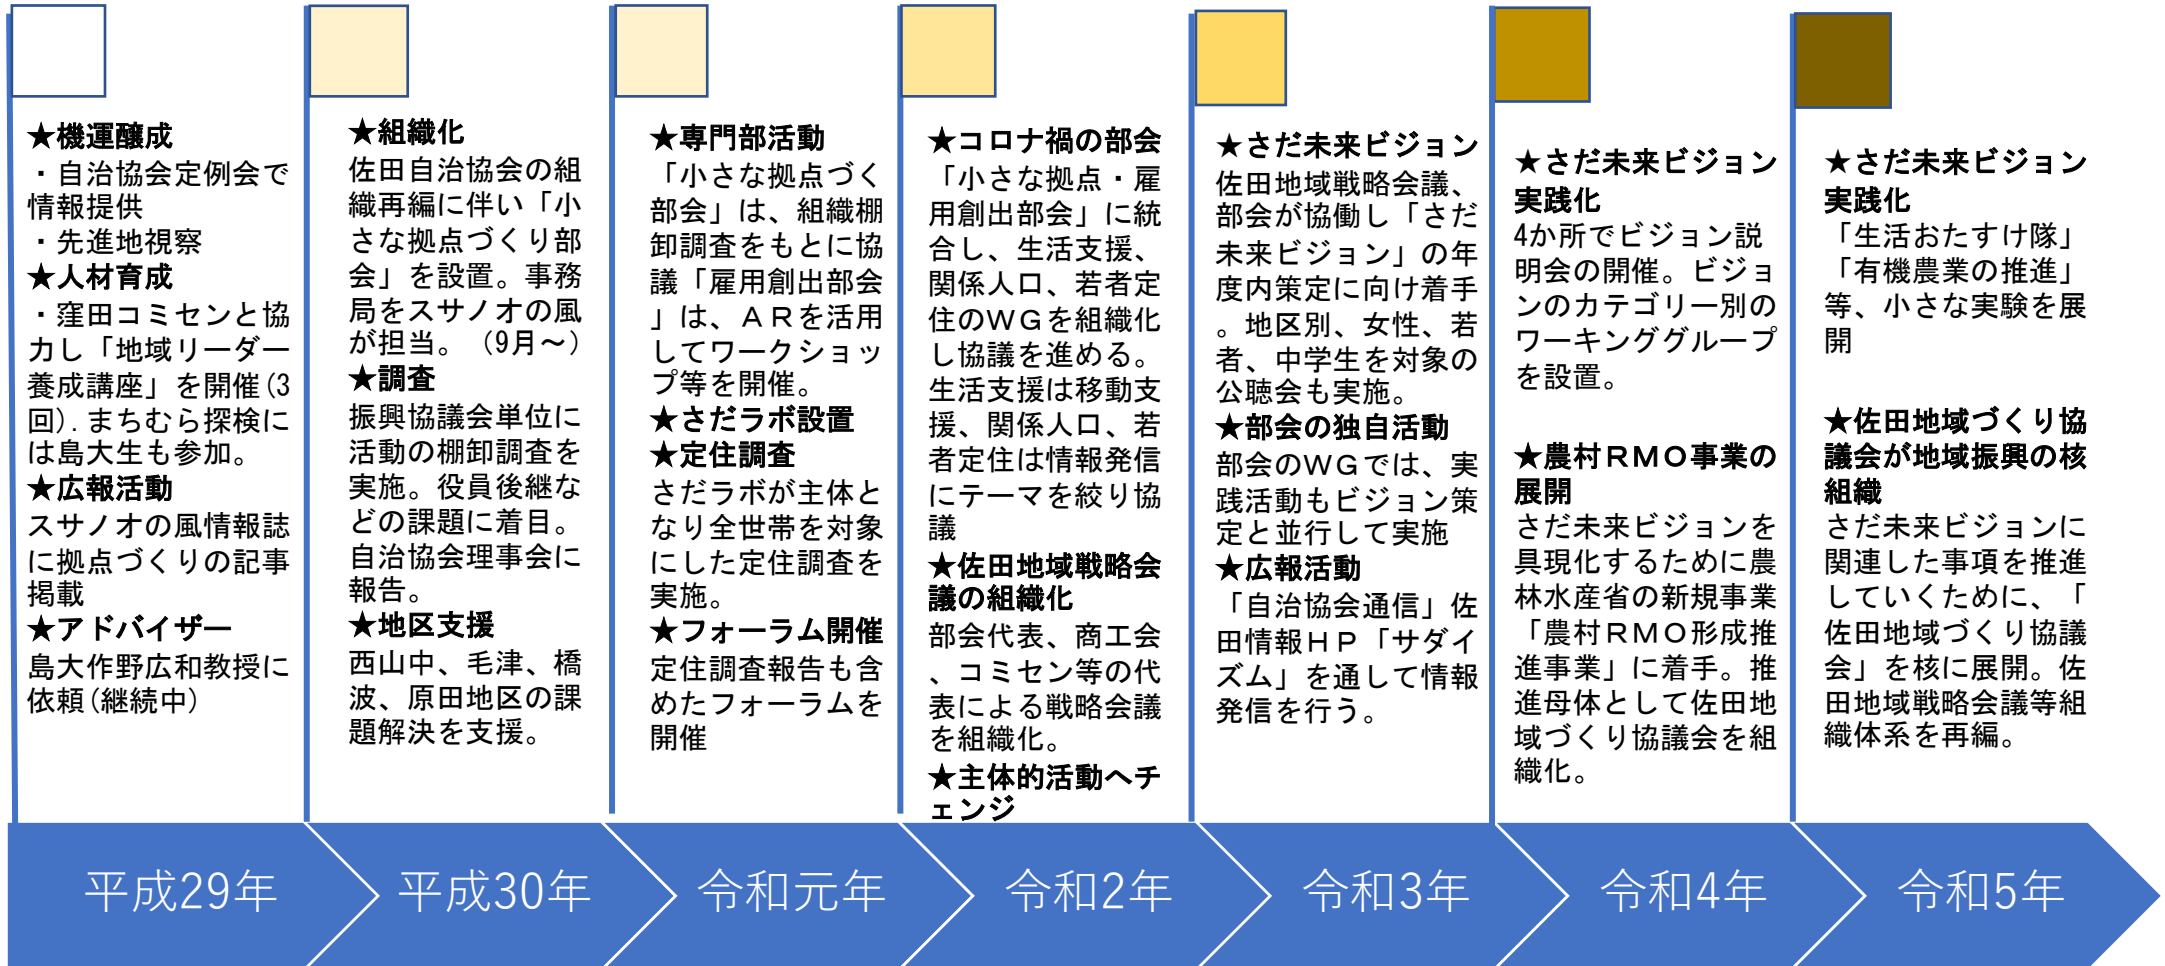 ★機運醸成
・自治協会定例会で
情報提供
・先進地視察
★人材育成
・窪田コミセンと協
力し「地域リーダー
養成講座」を開催(3
回). まちむら探検に
は島大生も参加。
★広報活動
スサノオの風情報誌
に拠点づくりの記事
掲載
★アドバイザー
島大作野広和教授に
依頼(継続中)
★組織化
佐田自治協会の組
織再編に伴い「小
さな拠点づくり部
会」を設置。事務
局をスサノオの風
が担当。（9月～）
★調査
振興協議会単位に
活動の棚卸調査を
実施。役員後継な
どの課題に着目。
自治協会理事会に
報告。
★地区支援
西山中、毛津、橋
波、原田地区の課
題解決を支援。
★専門部活動
「小さな拠点づく
部会」は、組織棚
卸調査をもとに協
議「雇用創出部会
」は、ＡＲを活用
してワークショッ
プ等を開催。
★さだラボ設置
★定住調査
さだラボが主体と
なり全世帯を対象
にした定住調査を
実施。
★フォーラム開催
定住調査報告も含
めたフォーラムを
開催
★コロナ禍の部会
「小さな拠点・雇
用創出部会」に統
合し、生活支援、
関係人口、若者定
住のWGを組織化
し協議を進める。
生活支援は移動支
援、関係人口、若
者定住は情報発信
にテーマを絞り協
議
★佐田地域戦略会
議の組織化
部会代表、商工会
、コミセン等の代
表による戦略会議
を組織化。
★主体的活動へチ
ェンジ
★さだ未来ビジョン
佐田地域戦略会議、
部会が協働し「さだ
未来ビジョン」の年
度内策定に向け着手
。地区別、女性、若
者、中学生を対象の
公聴会も実施。
★部会の独自活動
部会のＷＧでは、実
践活動もビジョン策
定と並行して実施
★広報活動
「自治協会通信」佐
田情報ＨＰ「サダイ
ズム」を通して情報
発信を行う。
★さだ未来ビジョン
実践化
4か所でビジョン説
明会の開催。ビジョ
ンのカテゴリー別の
ワーキンググループ
を設置。
★農村ＲＭＯ事業の
展開
さだ未来ビジョンを
具現化するために農
林水産省の新規事業
「農村ＲＭＯ形成推
進事業」に着手。推
進母体として佐田地
域づくり協議会を組
織化。
★さだ未来ビジョン
実践化
「生活おたすけ隊」
「有機農業の推進」
等、小さな実験を展
開
★佐田地域づくり協
議会が地域振興の核
組織
さだ未来ビジョンに
関連した事項を推進
していくために、「
佐田地域づくり協議
会」を核に展開。佐
田地域戦略会議等組
織体系を再編。
平成29年
平成30年
令和元年
令和2年
令和3年
令和4年
令和5年